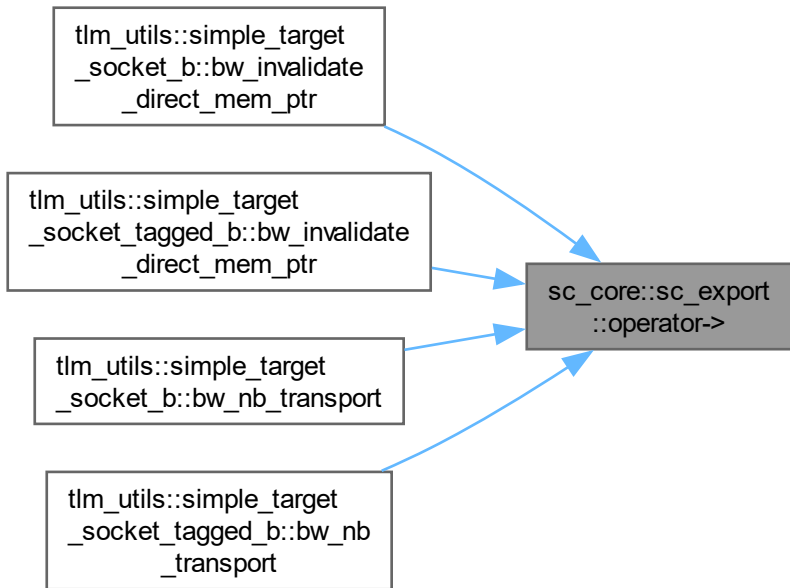 tlm_utils::simple_target
_socket_b::bw_invalidate
_direct_mem_ptr
tlm_utils::simple_target
_socket_tagged_b::bw_invalidate
_direct_mem_ptr
sc_core::sc_export
::operator->
tlm_utils::simple_target
_socket_b::bw_nb_transport
tlm_utils::simple_target
_socket_tagged_b::bw_nb
_transport